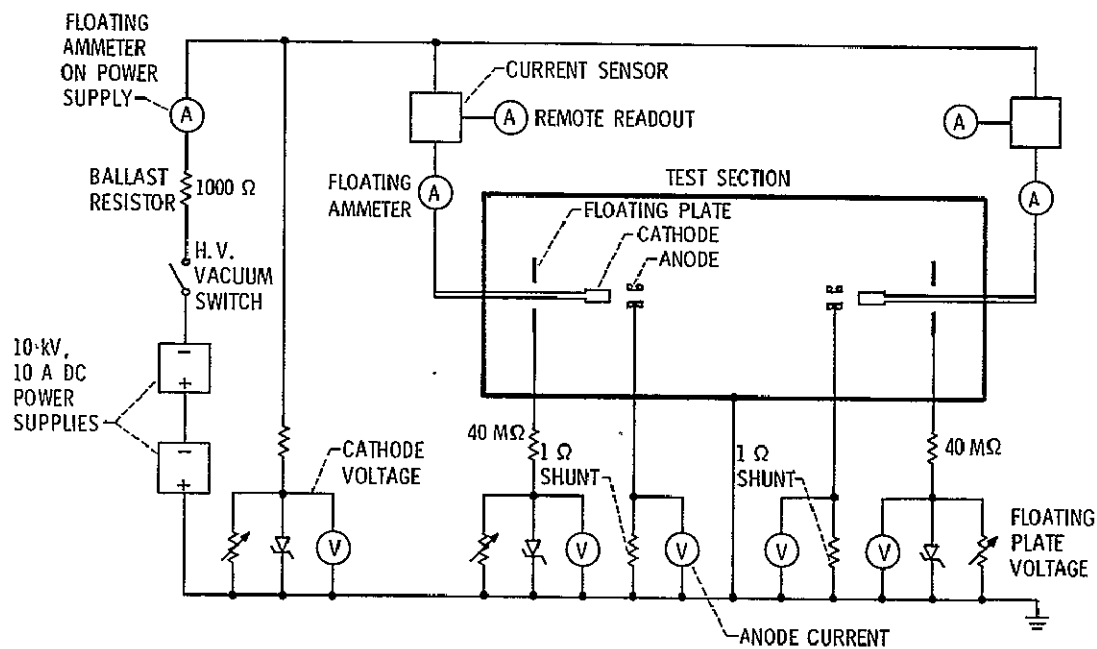 FLOATING
AMMETER
ON POWER
SUPPLY
A
BALLAST
RESISTOR
1000 Ω
H.V.
VACUUM
SWITCH
10-kV,
10 A DC
POWER
SUPPLIES
−
+
−
+
CATHODE
VOLTAGE
V
CURRENT SENSOR
A
REMOTE READOUT
FLOATING
AMMETER
A
TEST SECTION
FLOATING PLATE
CATHODE
ANODE
A
A
40 MΩ
1 Ω
SHUNT
V
V
ANODE CURRENT
1 Ω
SHUNT
V
V
40 MΩ
FLOATING
PLATE
VOLTAGE